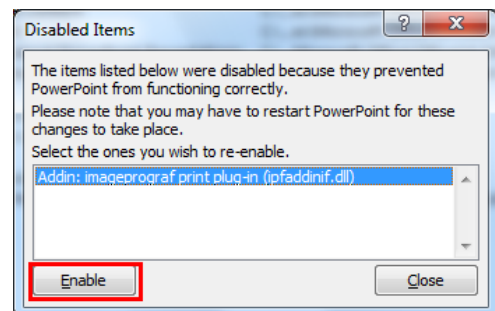 Disabled Items
The items listed below were disabled because they prevented
PowerPoint from functioning correctly.
Please note that you may have to restart PowerPoint for these
changes to take place.
Select the ones you wish to re-enable.
Addin: imageprograf print plug-in (ipfaddinif.dll)
Enable
Close